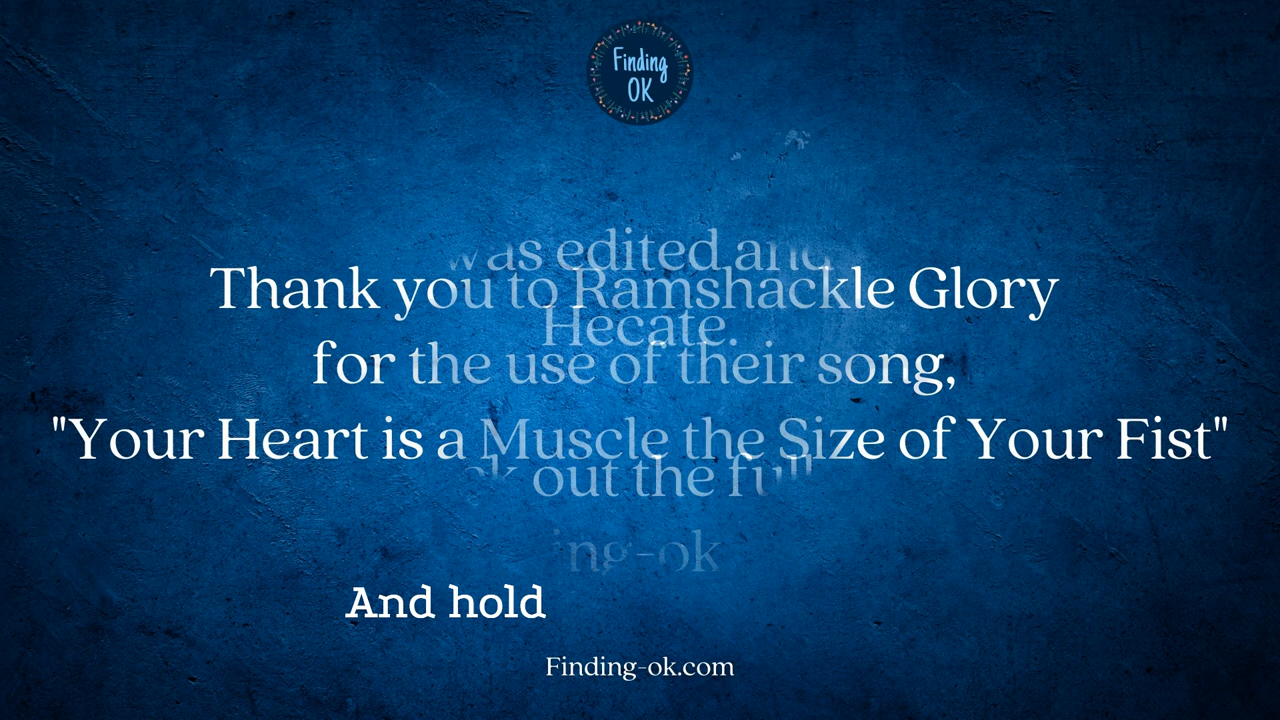 Finding
OK
was edited and
Thank you to Ramshackle Glory
Hecate.
for the use of their song,
"Your Heart is a Muscle the Size of Your Fist"
out the full
ing-ok
And hold
Finding-ok.com